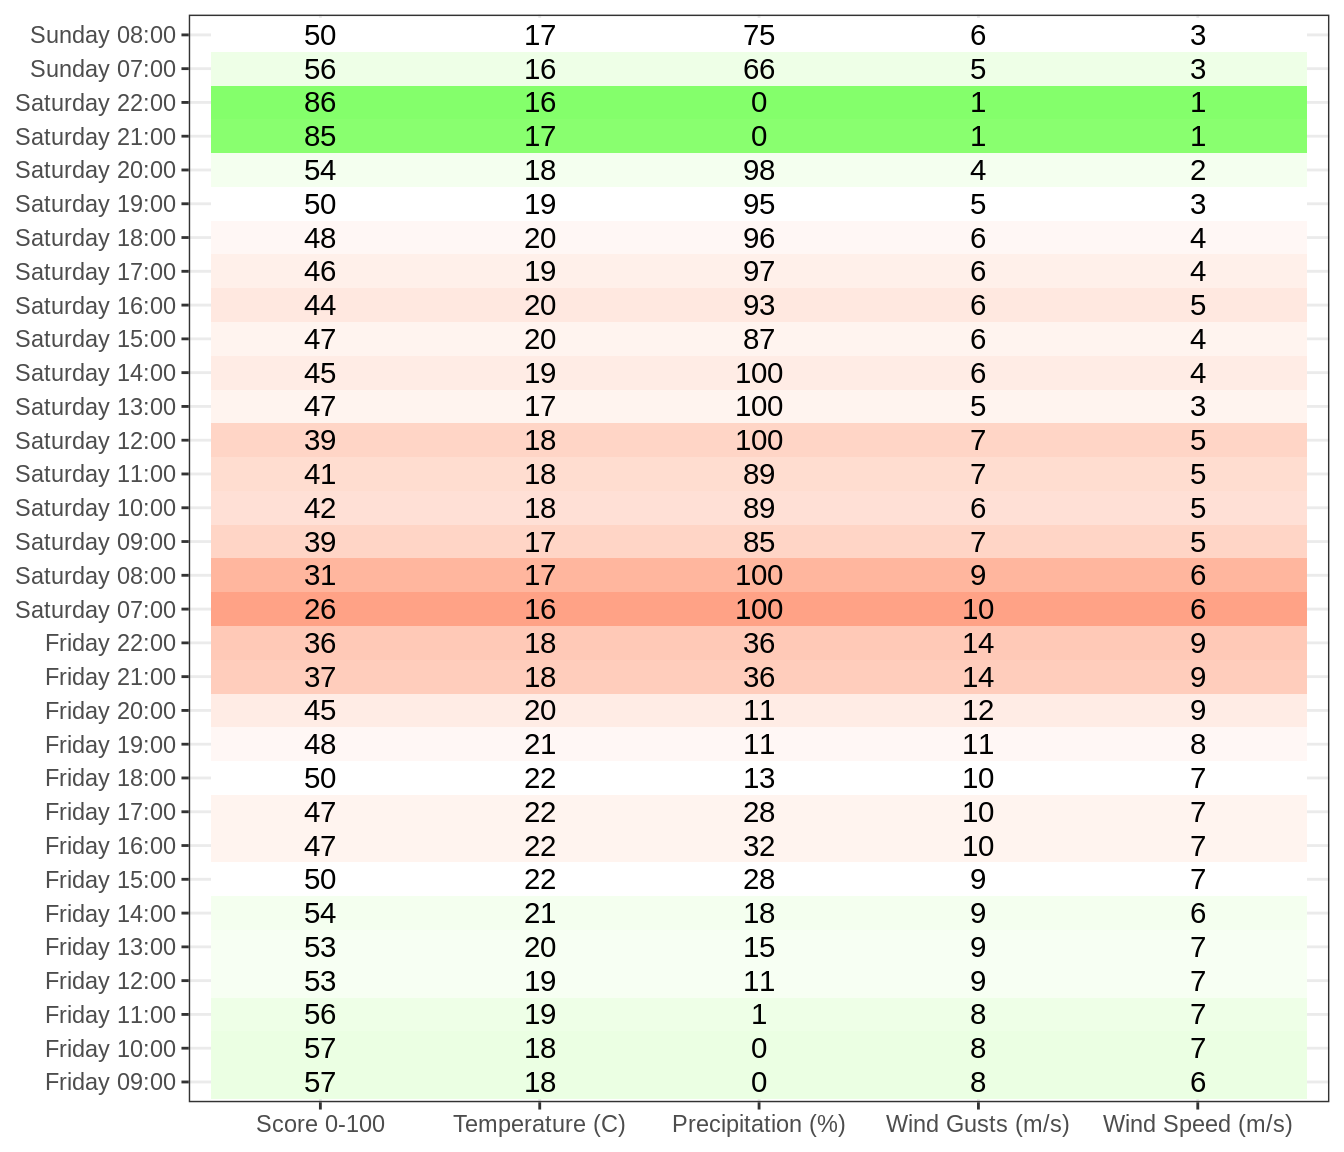 Sunday 08:00 50 17 75 6 3
Sunday 07:00 56 16 66 5 3
Saturday 22:00 86 16 0 1 1
Saturday 21:00 85 17 0 1 1
Saturday 20:00 54 18 98 4 2
Saturday 19:00 50 19 95 5 3
Saturday 18:00 48 20 96 6 4
Saturday 17:00 46 19 97 6 4
Saturday 16:00 44 20 93 6 5
Saturday 15:00 47 20 87 6 4
Saturday 14:00 45 19 100 6 4
Saturday 13:00 47 17 100 5 3
Saturday 12:00 39 18 100 7 5
Saturday 11:00 41 18 89 7 5
Saturday 10:00 42 18 89 6 5
Saturday 09:00 39 17 85 7 5
Saturday 08:00 31 17 100 9 6
Saturday 07:00 26 16 100 10 6
Friday 22:00 36 18 36 14 9
Friday 21:00 37 18 36 14 9
Friday 20:00 45 20 11 12 9
Friday 19:00 48 21 11 11 8
Friday 18:00 50 22 13 10 7
Friday 17:00 47 22 28 10 7
Friday 16:00 47 22 32 10 7
Friday 15:00 50 22 28 9 7
Friday 14:00 54 21 18 9 6
Friday 13:00 53 20 15 9 7
Friday 12:00 53 19 11 9 7
Friday 11:00 56 19 1 8 7
Friday 10:00 57 18 0 8 7
Friday 09:00 57 18 0 8 6
Score 0-100 Temperature (C) Precipitation (%) Wind Gusts (m/s) Wind Speed (m/s)